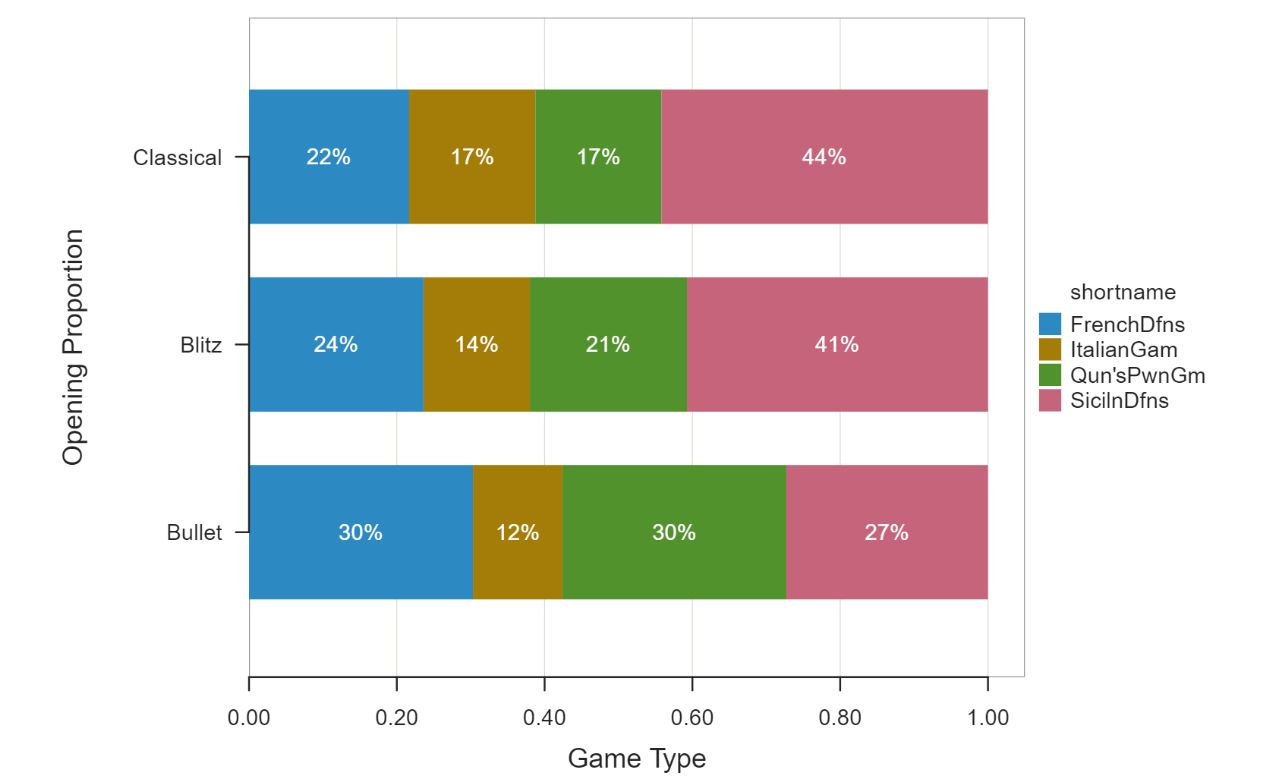 Opening Proportion
Classical
22% 17% 17% 44%
Blitz
24% 14% 21% 41%
Bullet
30% 12% 30% 27%
0.00 0.20 0.40 0.60 0.80 1.00
Game Type
shortname
FrenchDfns
ItalianGam
Qun'sPwnGm
SicilnDfns